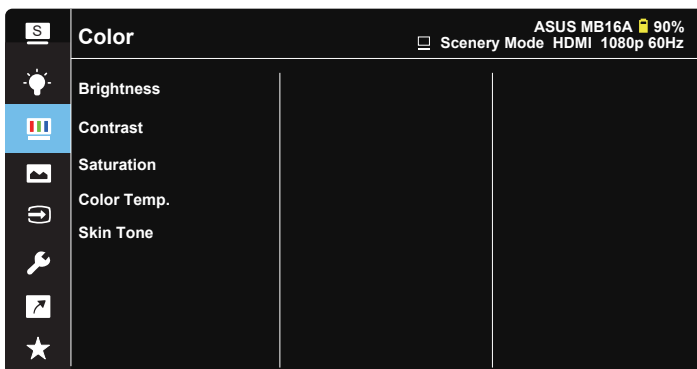 S
Color
ASUS MB16A 90%
Scenery Mode HDMI 1080p 60Hz
Brightness
Contrast
Saturation
Color Temp.
Skin Tone